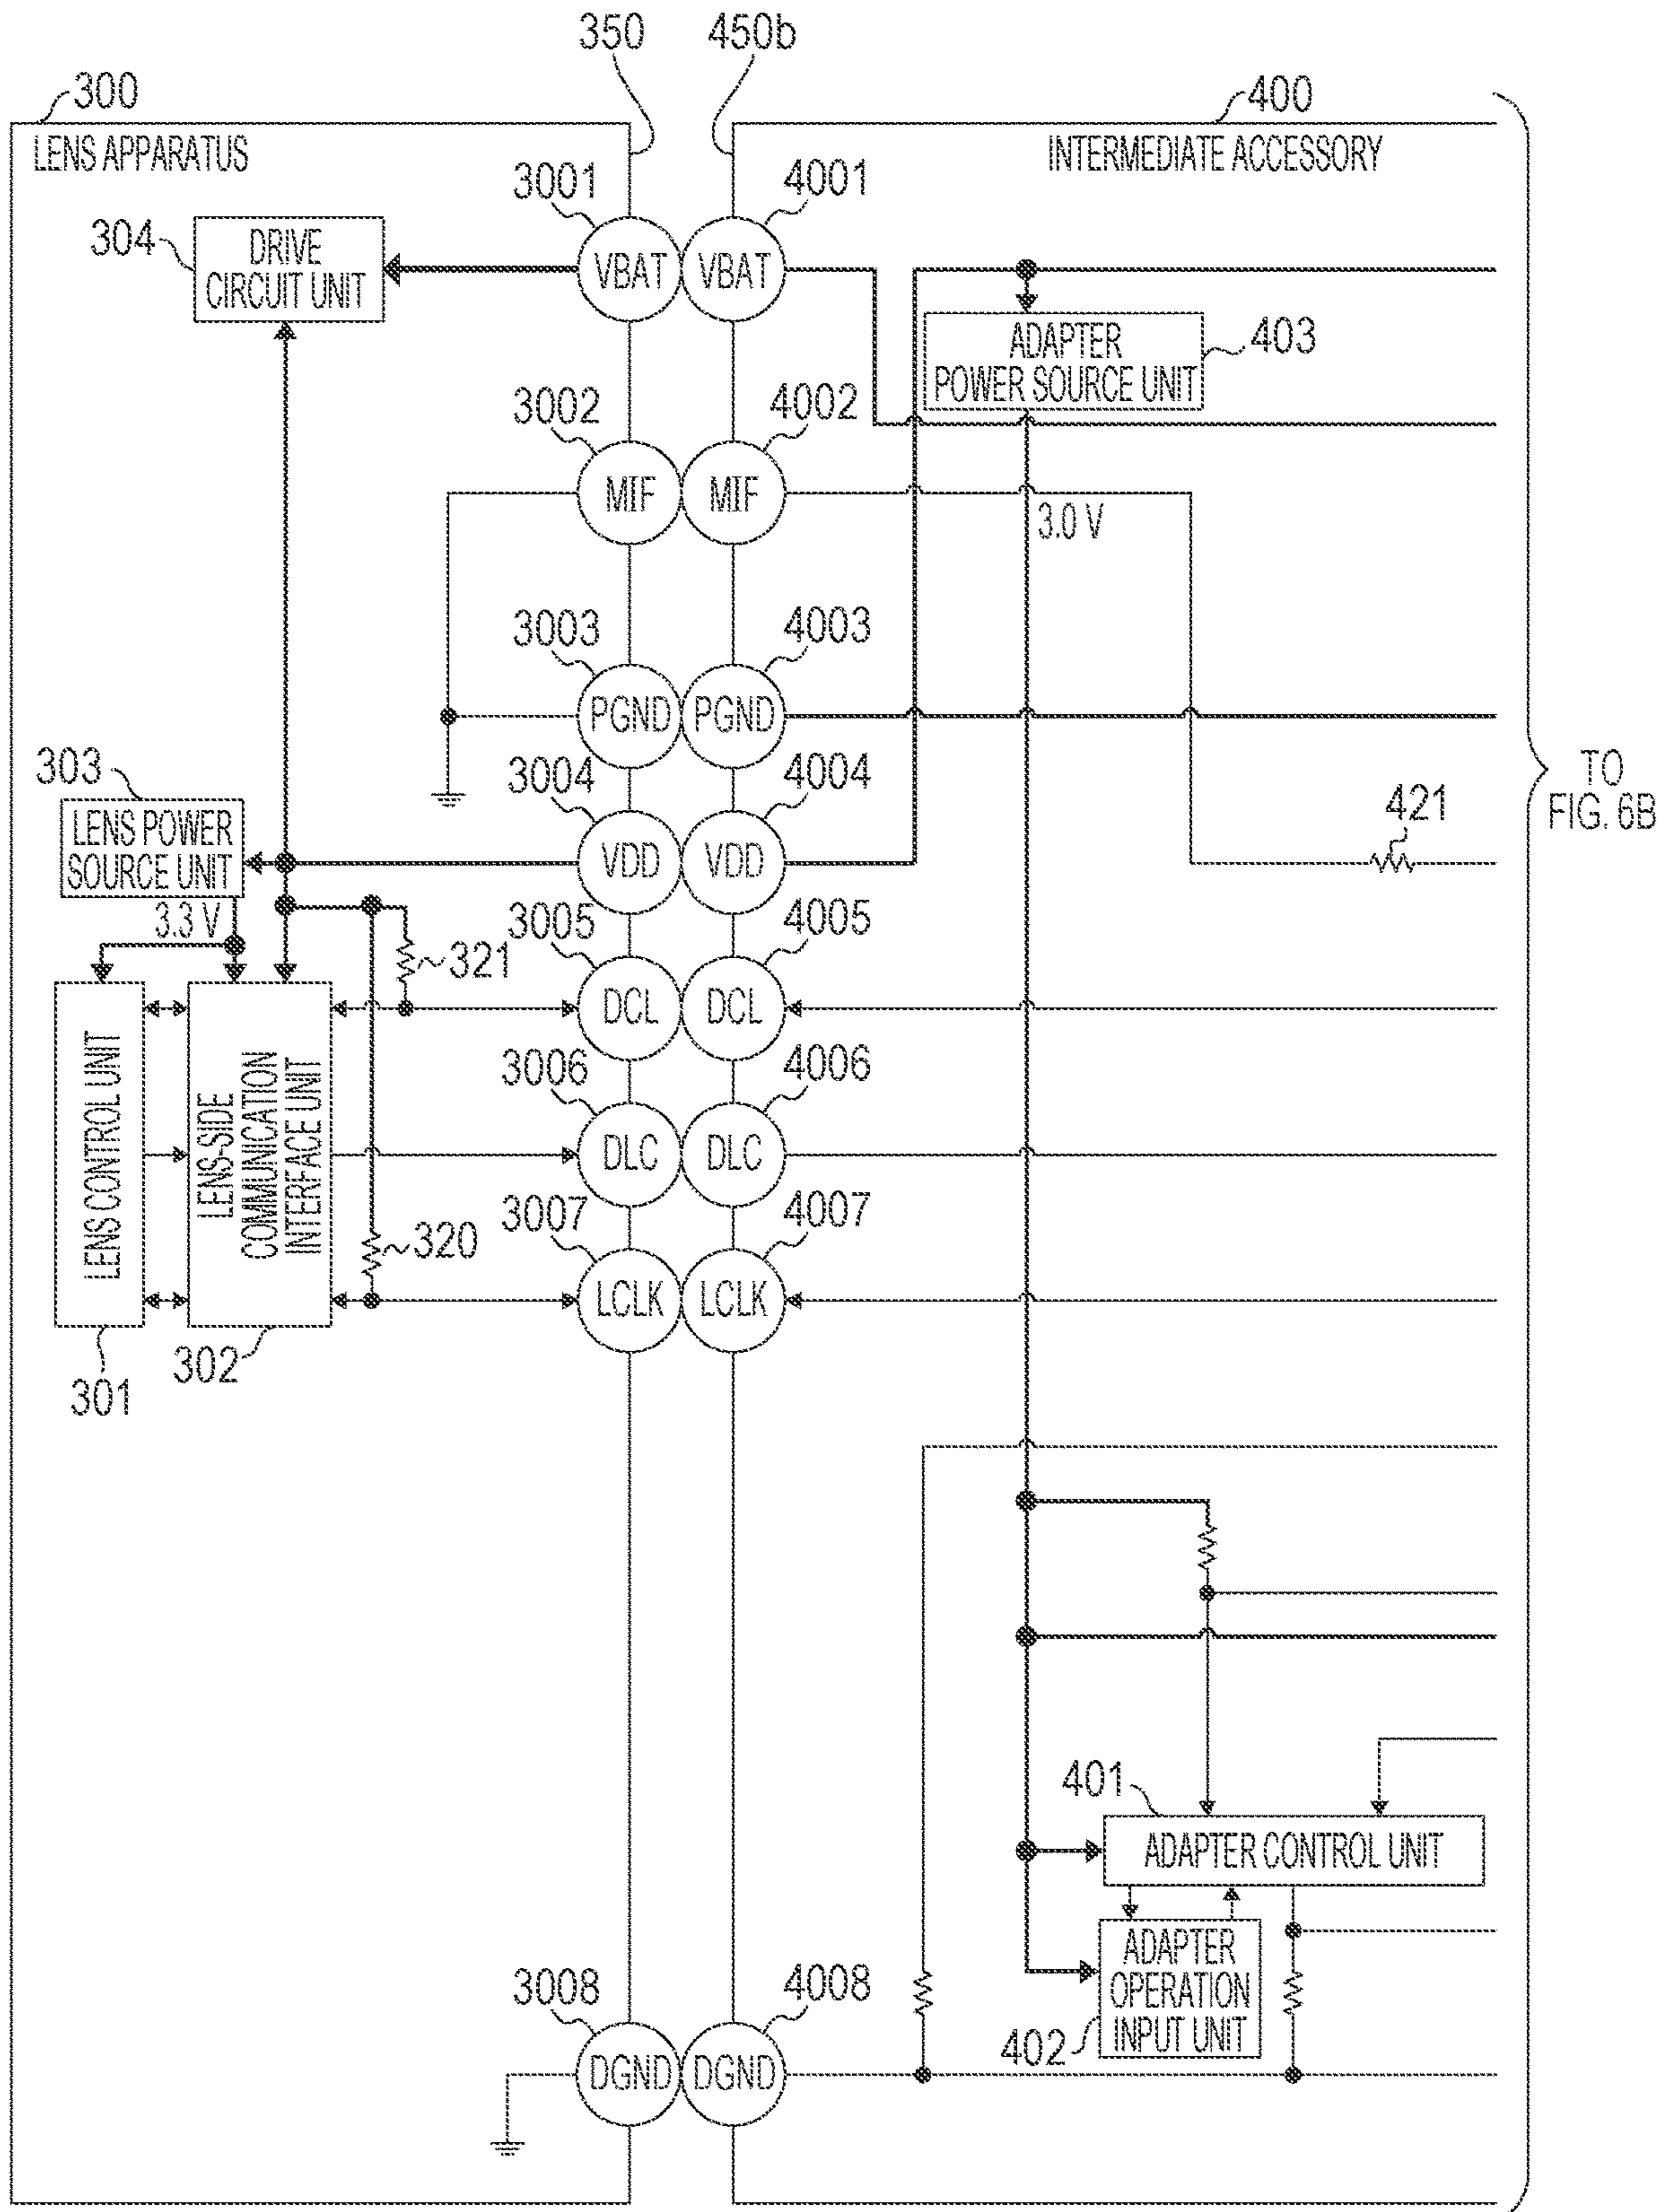 350
450b
300
400
LENS APPARATUS
INTERMEDIATE ACCESSORY
3001
4001
304
DRIVE
CIRCUIT UNIT
VBAT
VBAT
ADAPTER
POWER SOURCE UNIT
403
3002
4002
MIF
MIF
3.0 V
3003
4003
PGND
PGND
303
3004
4004
TO
FIG. 6B
LENS POWER
SOURCE UNIT
VDD
VDD
421
3.3 V
3005
4005
321
DCL
DCL
LENS CONTROL UNIT
LENS-SIDE
COMMUNICATION
INTERFACE UNIT
3006
4006
DLC
DLC
3007
4007
320
LCLK
LCLK
301
302
401
ADAPTER CONTROL UNIT
3008
4008
ADAPTER
OPERATION
INPUT UNIT
402
DGND
DGND